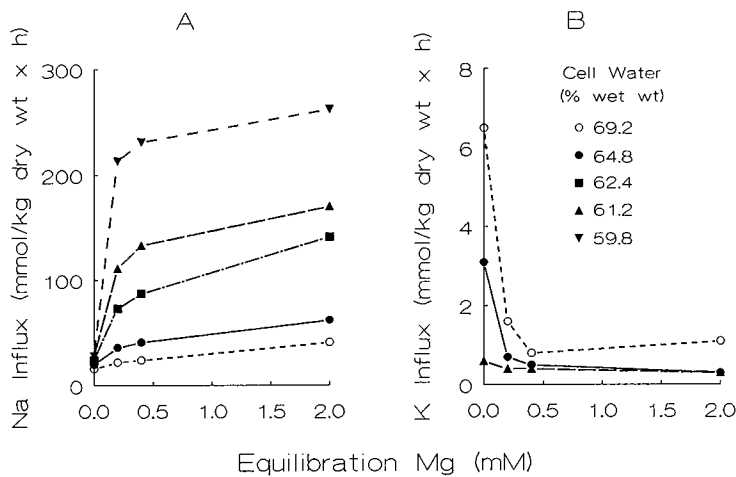 A
B
Na Influx (mmol/kg dry wt x h)
300
200
100
0
0.0 0.5 1.0 1.5 2.0
K Influx (mmol/kg dry wt x h)
8
6
4
2
0
0.0 0.5 1.0 1.5 2.0
Cell Water
(% wet wt)
69.2
64.8
62.4
61.2
59.8
Equilibration Mg (mM)